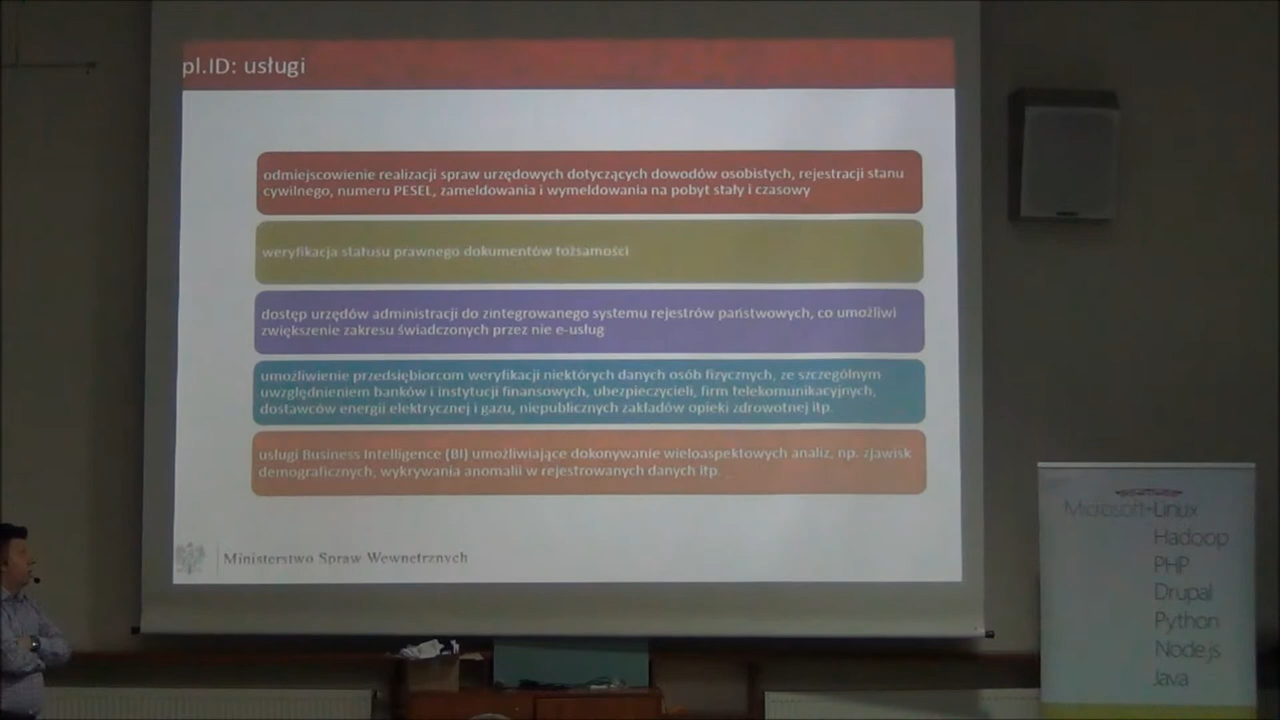 pl.ID: usługi
odmiejscowienie realizacji spraw urzędowych dotyczących dowodów osobistych, rejestracji stanu
cywilnego, numeru PESEL, zameldowania i wymeldowania na pobyt stały i czasowy
weryfikacja statusu prawnego dokumentów tożsamości
dostęp urzędów administracji do zintegrowanego systemu rejestrów państwowych, co umożliwi
zwiększenie zakresu świadczonych przez nie e-usług
umożliwienie przedsiębiorcom weryfikacji niektórych danych osób fizycznych, ze szczególnym
uwzględnieniem banków i instytucji finansowych, ubezpieczycieli, firm telekomunikacyjnych,
dostawców energii elektrycznej i gazu, niepublicznych zakładów opieki zdrowotnej itp.
usługi Business Intelligence (BI) umożliwiające dokonywanie wieloaspektowych analiz, np. zjawisk
demograficznych, wykrywania anomalii w rejestrowanych danych itp.
Ministerstwo Spraw Wewnętrznych
Microsoft+Linux
Hadoop
PHP
Drupal
Python
Node.js
Java